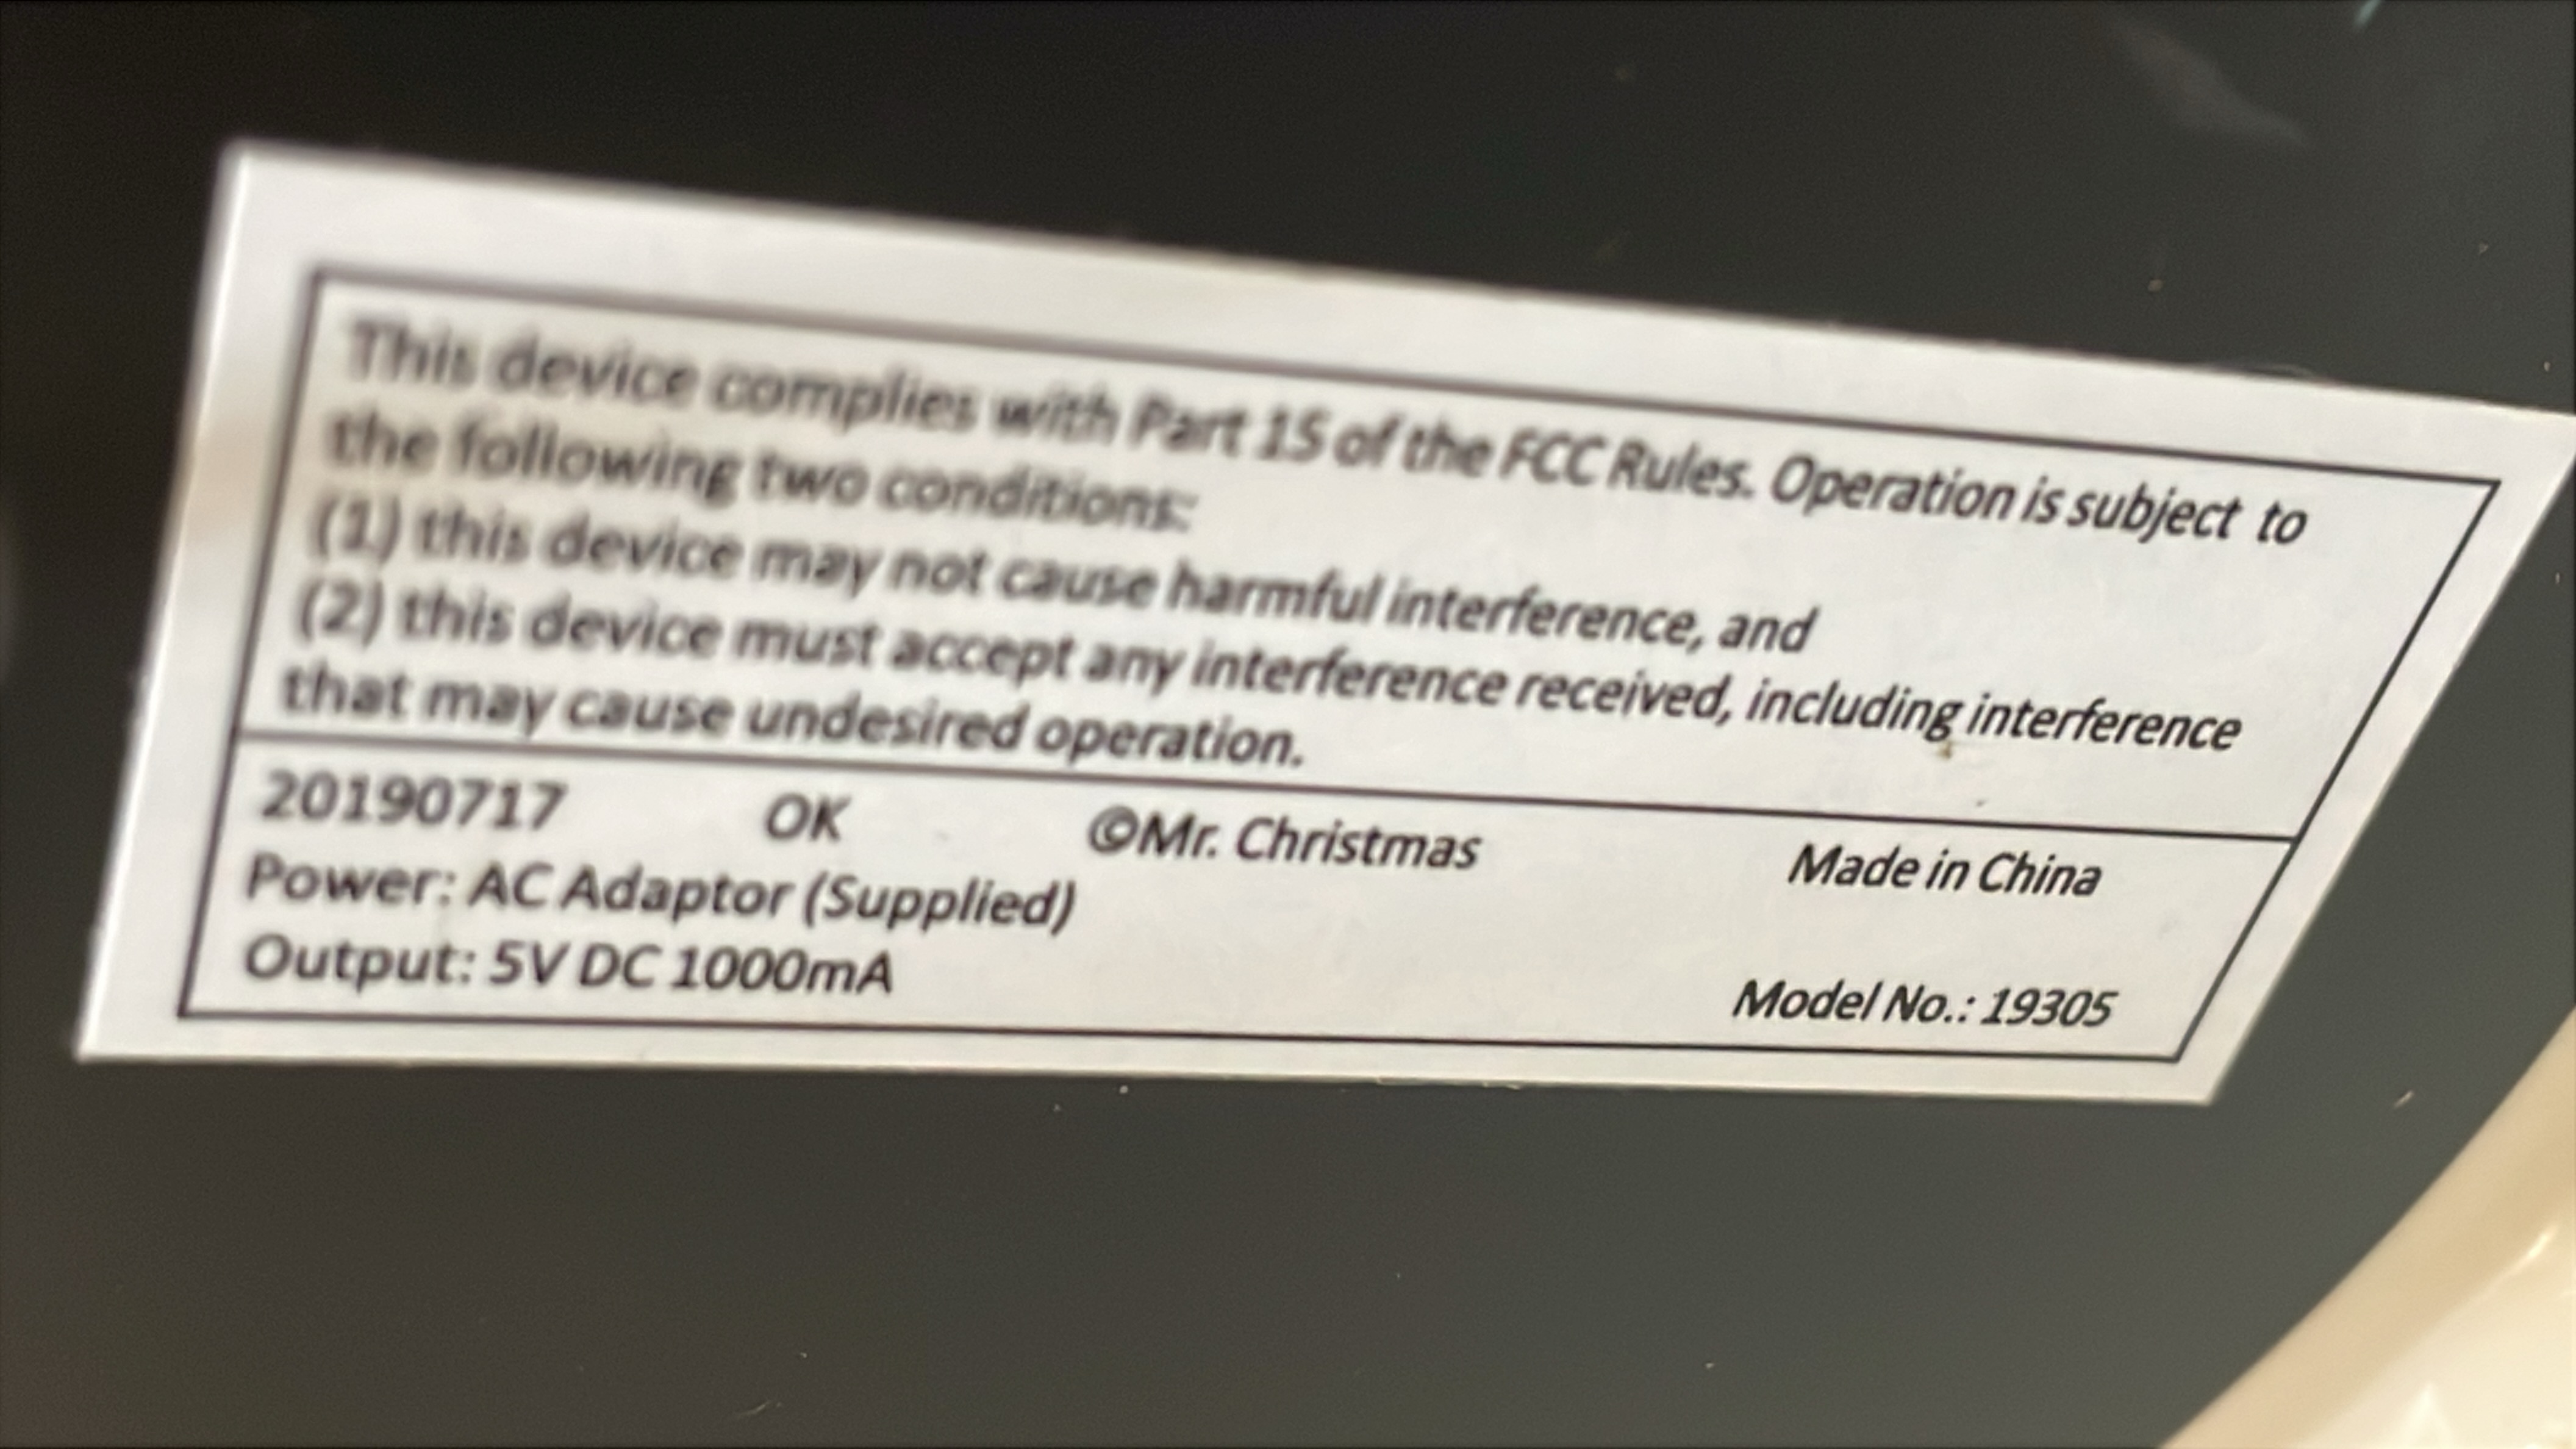 This device complies with Part 15 of the FCC Rules. Operation is subject to
the following two conditions:
(1) this device may not cause harmful interference, and
(2) this device must accept any interference received, including interference
that may cause undesired operation.
20190717 OK ©Mr. Christmas Made in China
Power: AC Adaptor (Supplied)
Output: 5V DC 1000mA Model No.: 19305